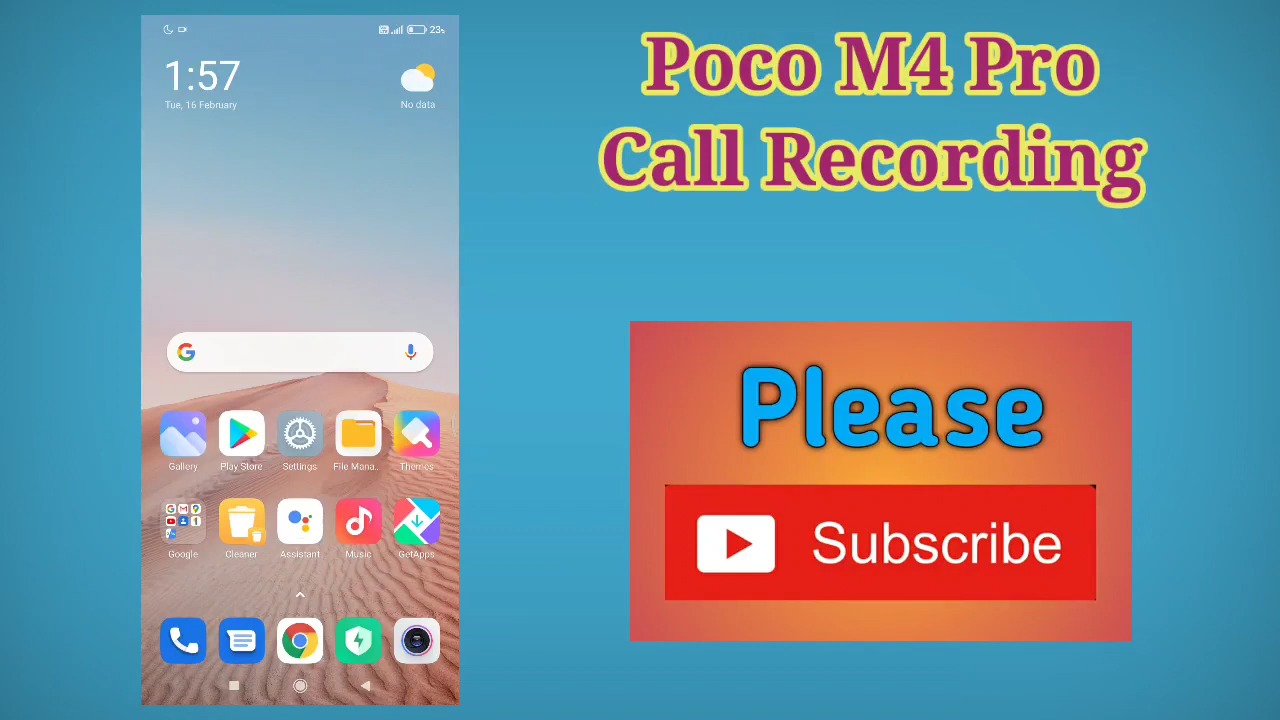 23%
1:57
Tue, 16 February
No data
Gallery
Play Store
Settings
File Mana..
Themes
Google
Cleaner
Assistant
Music
GetApps
Poco M4 Pro
Call Recording
Please
Subscribe